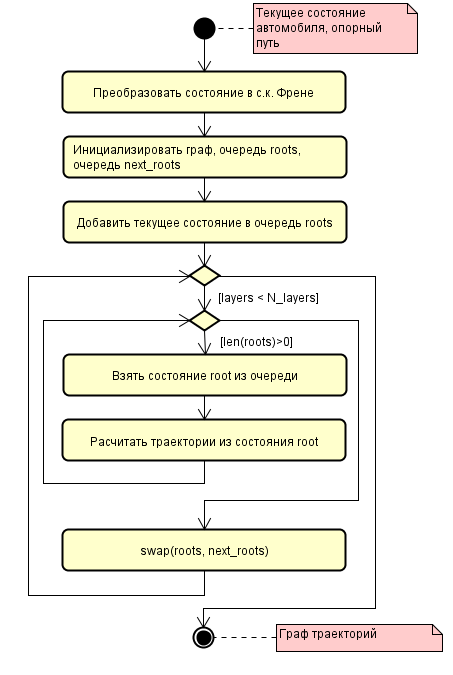 Текущее состояние
автомобиля, опорный
путь
Преобразовать состояние в с.к. Френе
Инициализировать граф, очередь roots,
очередь next_roots
Добавить текущее состояние в очередь roots
[layers < N_layers]
[len(roots)>0]
Взять состояние root из очереди
Расчитать траектории из состояния root
swap(roots, next_roots)
Граф траекторий